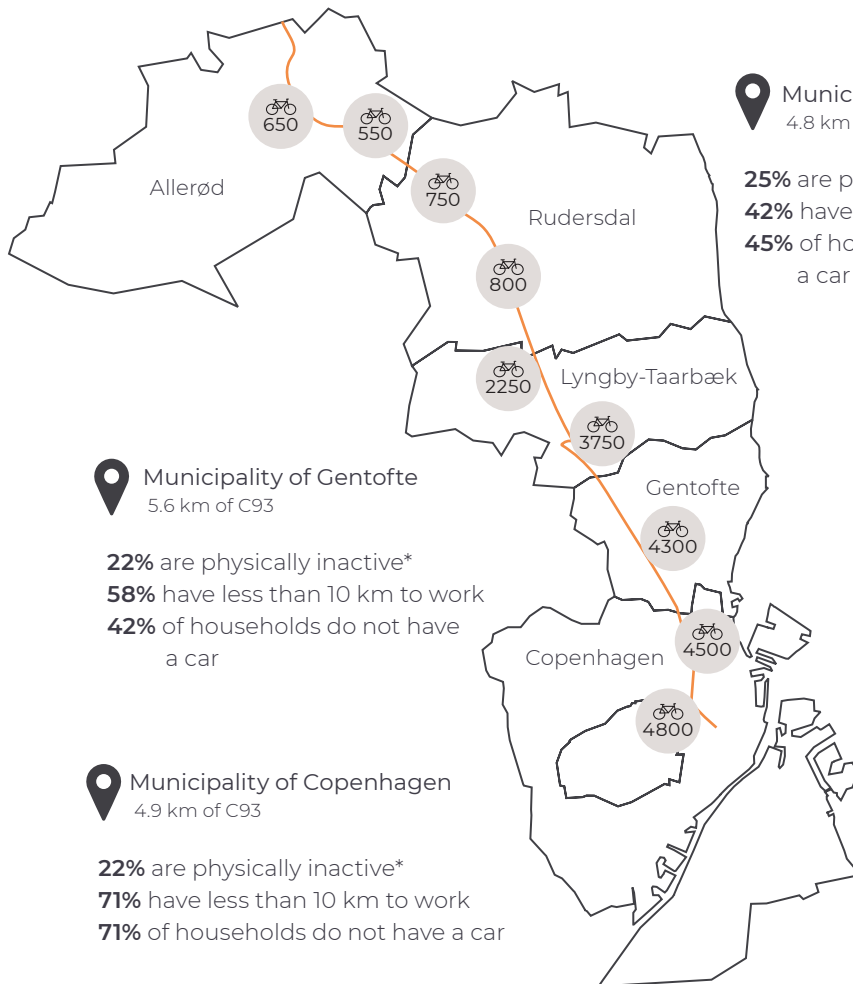 650
550
Allerød
750
Rudersdal
800
2250
Lyngby-Taarbæk
3750
Gentofte
4300
4500
Copenhagen
4800
4.8 km
25% are
42% have
45% of
a car
Municipality of Gentofte
5.6 km of C93
22% are physically inactive*
58% have less than 10 km to work
42% of households do not have
a car
Municipality of Copenhagen
4.9 km of C93
22% are physically inactive*
71% have less than 10 km to work
71% of households do not have a car